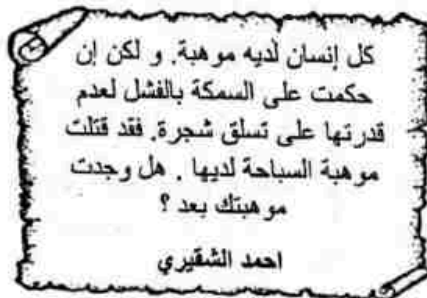 كل إنسان لديه موهبة. و لكن إن
حكمت على السمكة بالفشل لعدم
قدرتها على تسلق شجرة. فقد قتلت
موهبة السباحة لديها . هل وجدت
موهبتك بعد ؟
احمد الشقيري